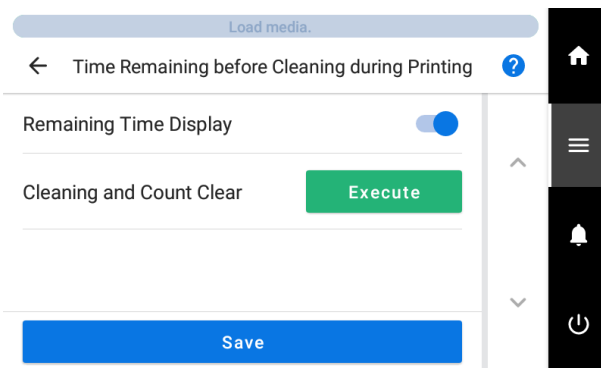 Load media.
Time Remaining before Cleaning during Printing ?
Remaining Time Display
Cleaning and Count Clear Execute
Save